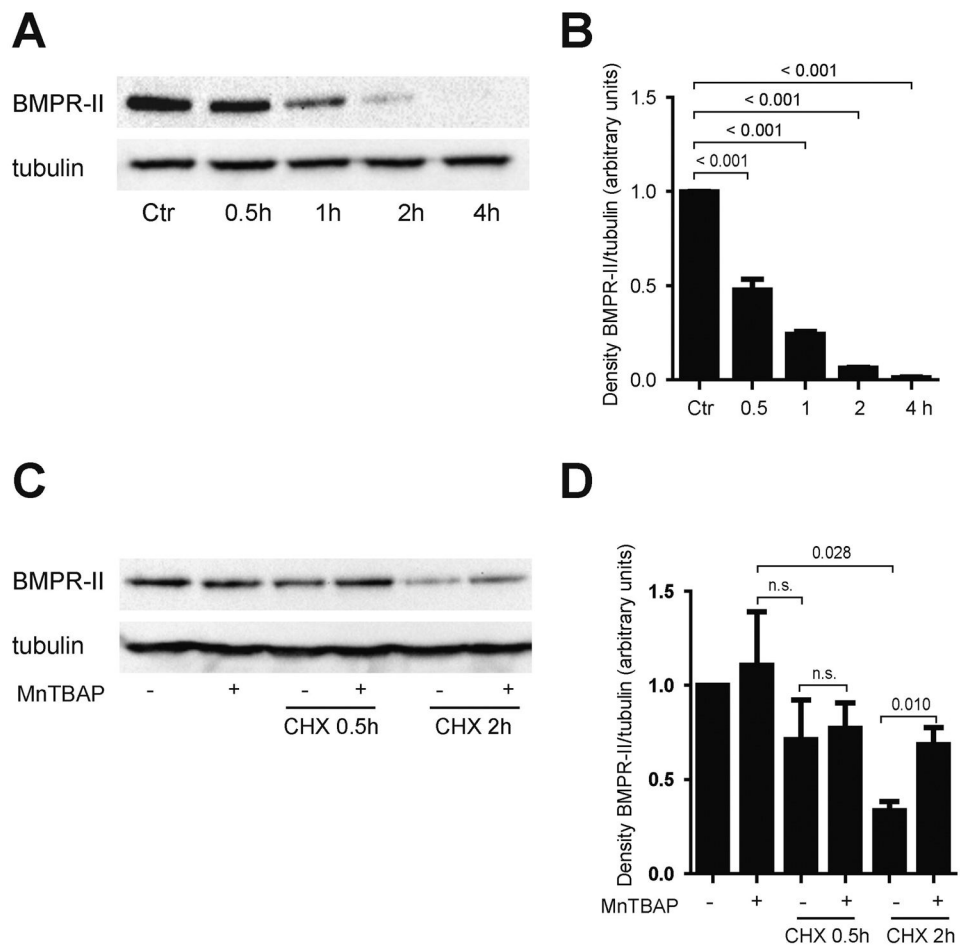 A
BMPR-II
tubulin
Ctr 0.5h 1h 2h 4h
B
Density BMPR-II/tubulin (arbitrary units)
< 0.001
< 0.001
< 0.001
< 0.001
1.5
1.0
0.5
0.0
Ctr 0.5 1 2 4 h
C
BMPR-II
tubulin
MnTBAP - + - + - +
CHX 0.5h CHX 2h
D
Density BMPR-II/tubulin (arbitrary units)
0.028
n.s.
n.s.
0.010
1.5
1.0
0.5
0.0
MnTBAP - + - + - +
CHX 0.5h CHX 2h